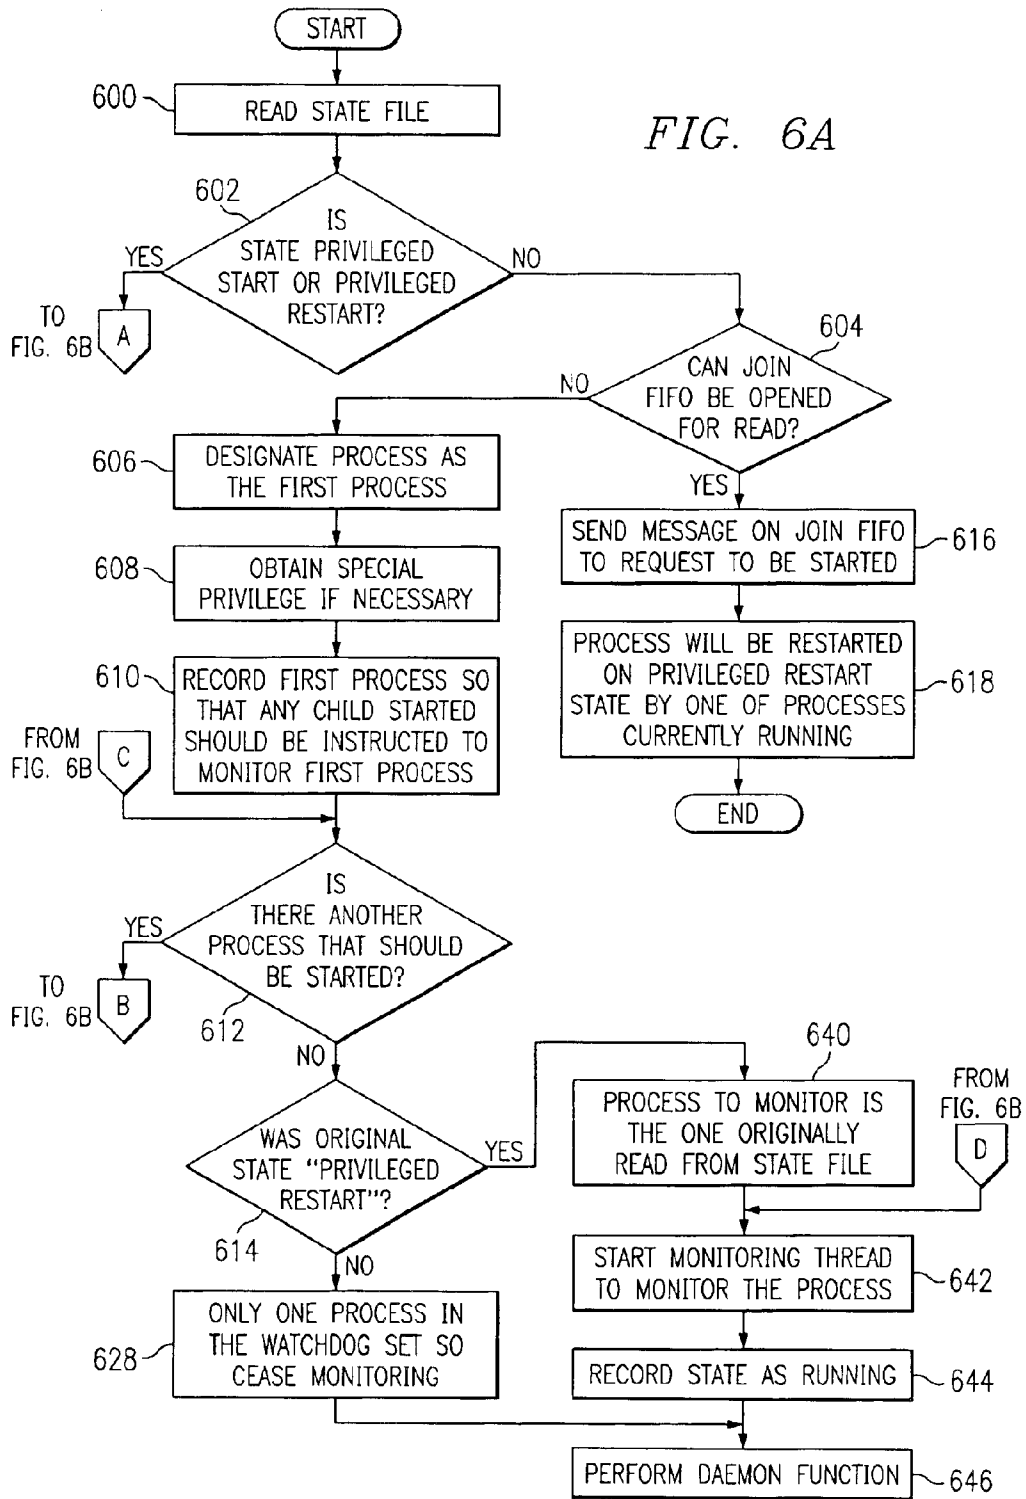 START
600
READ STATE FILE
FIG. 6A
602
IS
STATE PRIVILEGED
START OR PRIVILEGED
RESTART?
YES
NO
TO
FIG. 6B
A
604
CAN JOIN
FIFO BE OPENED
FOR READ?
NO
YES
606
DESIGNATE PROCESS AS
THE FIRST PROCESS
SEND MESSAGE ON JOIN FIFO
TO REQUEST TO BE STARTED
616
608
OBTAIN SPECIAL
PRIVILEGE IF NECESSARY
610
RECORD FIRST PROCESS SO
THAT ANY CHILD STARTED
SHOULD BE INSTRUCTED TO
MONITOR FIRST PROCESS
PROCESS WILL BE RESTARTED
ON PRIVILEGED RESTART
STATE BY ONE OF PROCESSES
CURRENTLY RUNNING
618
FROM
FIG. 6B
C
END
IS
THERE ANOTHER
PROCESS THAT SHOULD
BE STARTED?
YES
TO
FIG. 6B
B
612
NO
WAS ORIGINAL
STATE "PRIVILEGED
RESTART"?
YES
614
NO
640
PROCESS TO MONITOR IS
THE ONE ORIGINALLY
READ FROM STATE FILE
FROM
FIG. 6B
D
START MONITORING THREAD
TO MONITOR THE PROCESS
642
628
ONLY ONE PROCESS IN
THE WATCHDOG SET SO
CEASE MONITORING
RECORD STATE AS RUNNING
644
PERFORM DAEMON FUNCTION
646